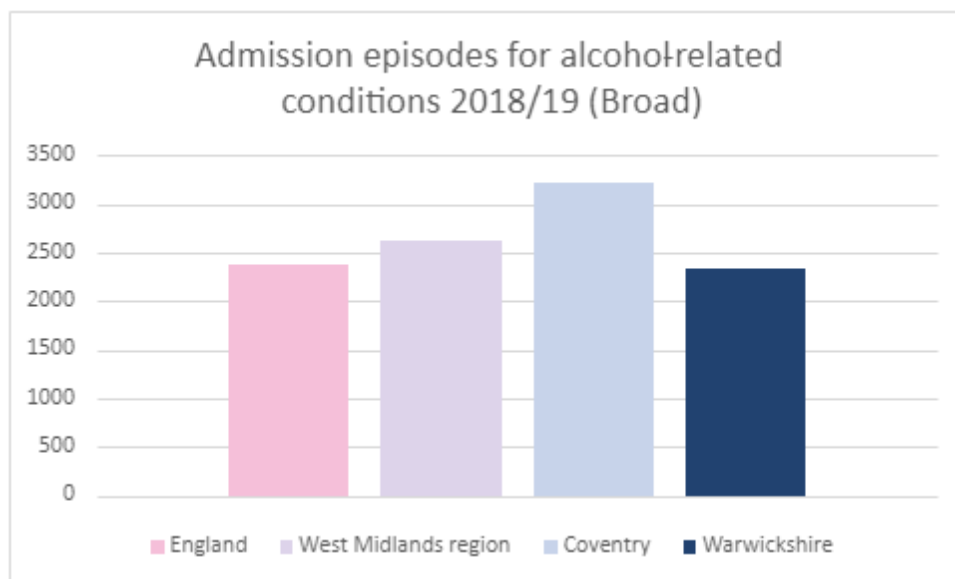 Admission episodes for alcohol-related
conditions 2018/19 (Broad)
3500
3000
2500
2000
1500
1000
500
0
England West Midlands region Coventry Warwickshire